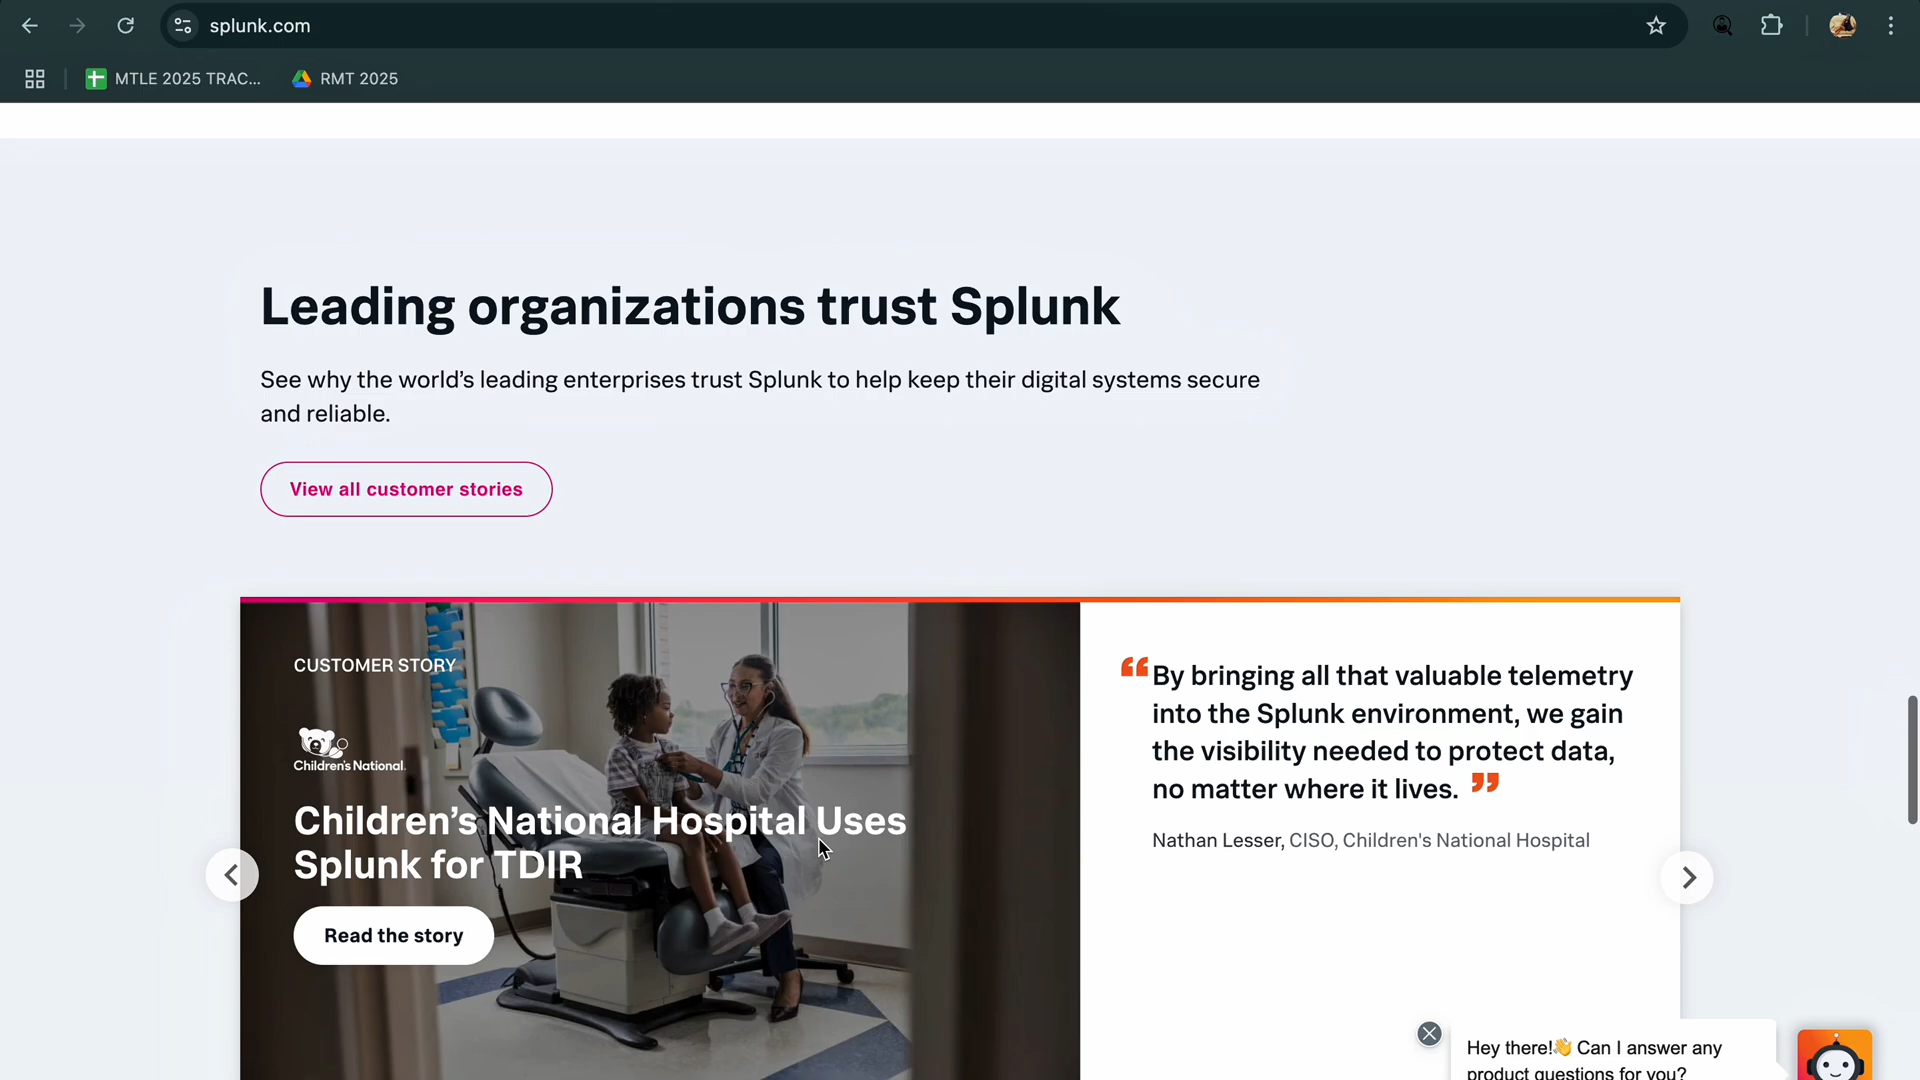 splunk.com
MTLE 2025 TRAC...
RMT 2025
Leading organizations trust Splunk
See why the world's leading enterprises trust Splunk to help keep their digital systems secure
and reliable.
View all customer stories
CUSTOMER STORY
Children's National.
Children's National Hospital Uses
Splunk for TDIR
Read the story
“By bringing all that valuable telemetry
into the Splunk environment, we gain
the visibility needed to protect data,
no matter where it lives. ”
Nathan Lesser, CISO, Children's National Hospital
Hey there!👋 Can I answer any
product questions for you?